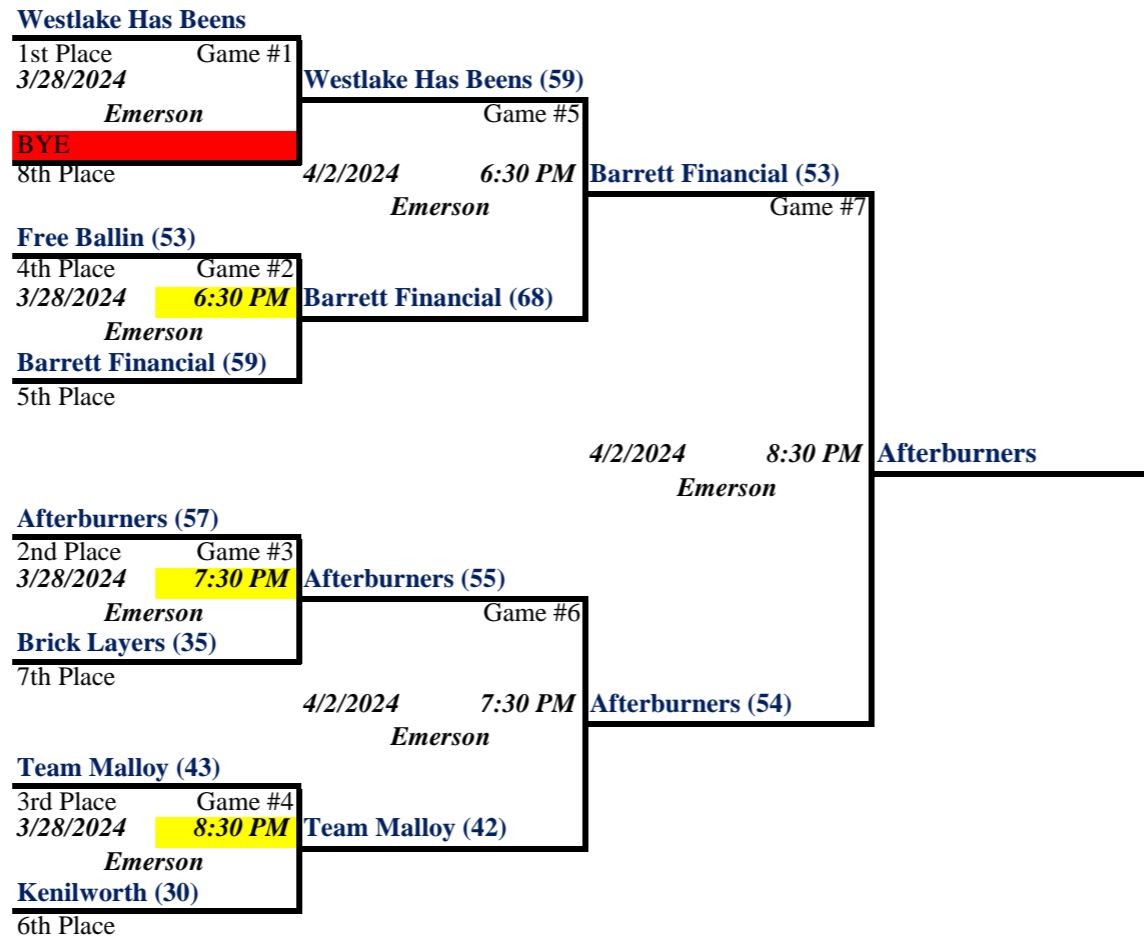 Westlake Has Beens
1st Place Game #1
3/28/2024
Westlake Has Beens (59)
Emerson
Game #5
BYE
8th Place
4/2/2024 6:30 PM
Barrett Financial (53)
Emerson
Game #7
Free Ballin (53)
4th Place Game #2
3/28/2024 6:30 PM
Barrett Financial (68)
Emerson
Barrett Financial (59)
5th Place
4/2/2024 8:30 PM
Afterburners
Emerson
Afterburners (57)
2nd Place Game #3
3/28/2024 7:30 PM
Afterburners (55)
Emerson
Game #6
Brick Layers (35)
7th Place
4/2/2024 7:30 PM
Afterburners (54)
Emerson
Team Malloy (43)
3rd Place Game #4
3/28/2024 8:30 PM
Team Malloy (42)
Emerson
Kenilworth (30)
6th Place